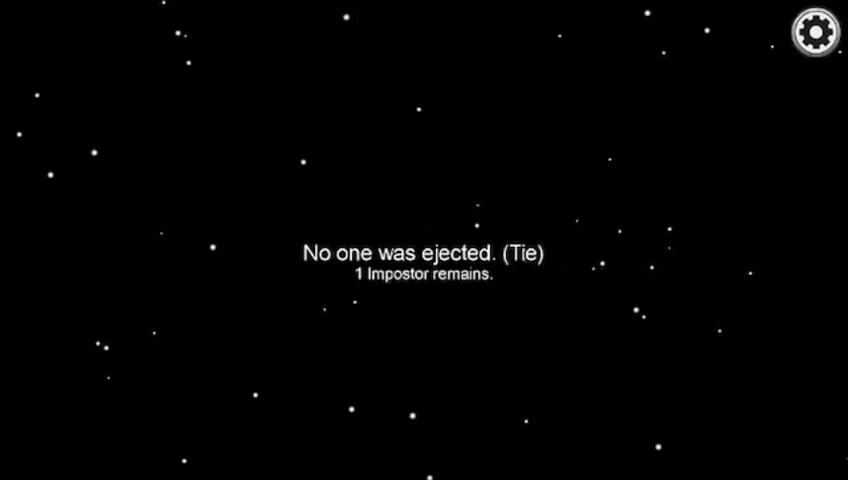 No one was ejected. (Tie)
1 Impostor remains.